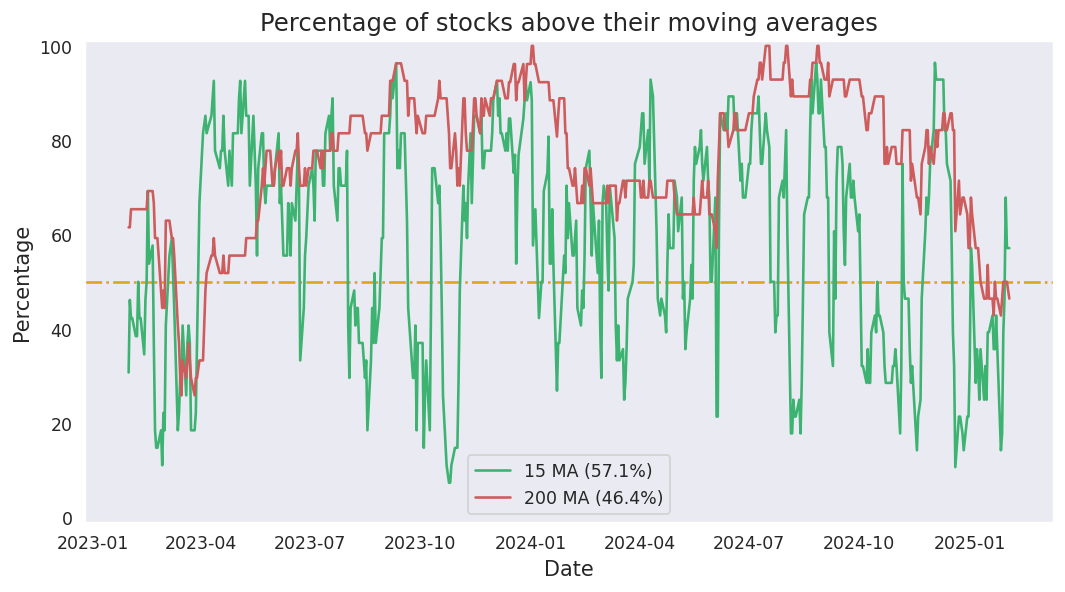 Percentage of stocks above their moving averages
Percentage
100
80
60
40
20
0
15 MA (57.1%)
200 MA (46.4%)
2023-01 2023-04 2023-07 2023-10 2024-01 2024-04 2024-07 2024-10 2025-01
Date